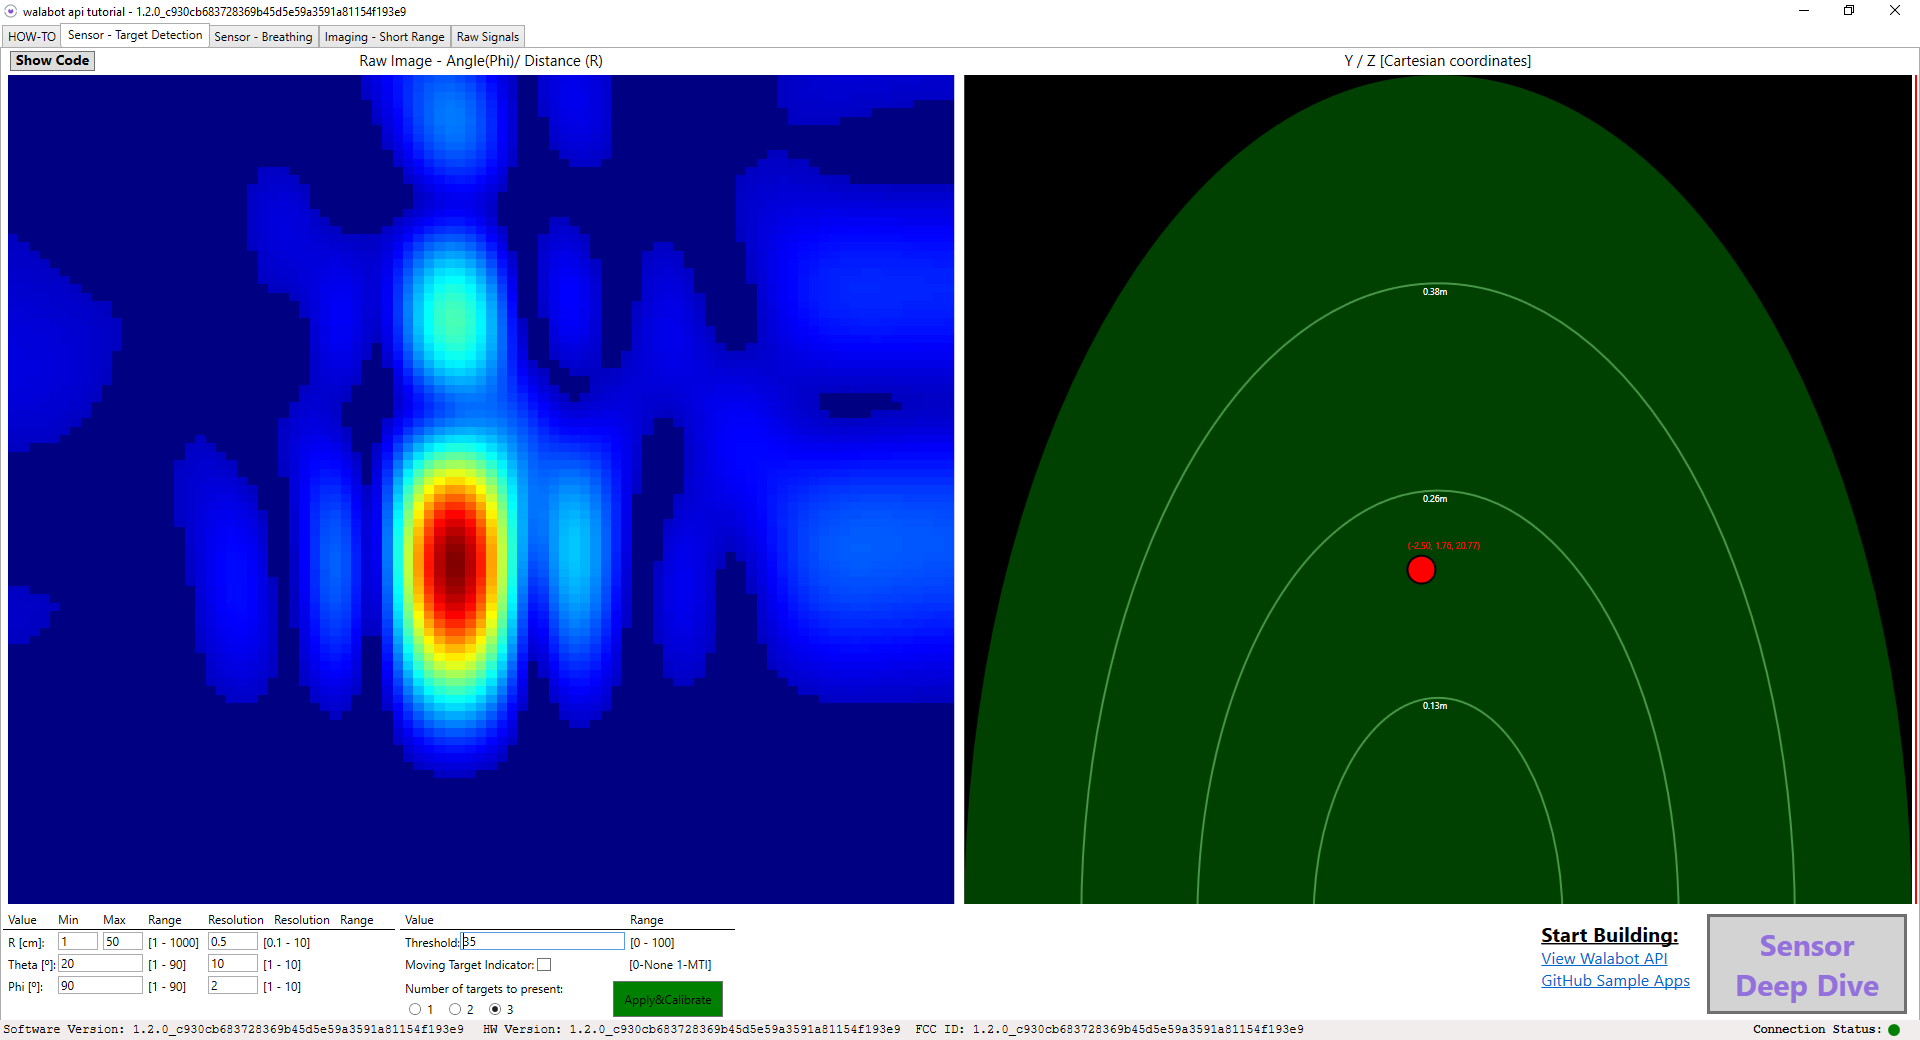 walabot api tutorial - 1.2.0_c930cb683728369b45d5e59a3591a81154f193e9
HOW-TO Sensor - Target Detection Sensor - Breathing Imaging - Short Range Raw Signals
Show Code Raw Image - Angle(Phi)/ Distance (R) Y / Z [Cartesian coordinates]
0.38m
0.26m
(-2.50, 1.76, 20.77)
0.13m
Value Min Max Range Resolution Resolution Range Value Range
R [cm]: 1 50 [1 - 1000] 0.5 [0.1 - 10] Threshold: 35 [0 - 100]
Theta [º]: 20 [1 - 90] 10 [1 - 10] Moving Target Indicator: [0-None 1-MTI]
Phi [º]: 90 [1 - 90] 2 [1 - 10] Number of targets to present:
1 2 3 Apply&Calibrate
Start Building:
View Walabot API
GitHub Sample Apps
Sensor
Deep Dive
Software Version: 1.2.0_c930cb683728369b45d5e59a3591a81154f193e9 HW Version: 1.2.0_c930cb683728369b45d5e59a3591a81154f193e9 FCC ID: 1.2.0_c930cb683728369b45d5e59a3591a81154f193e9 Connection Status: